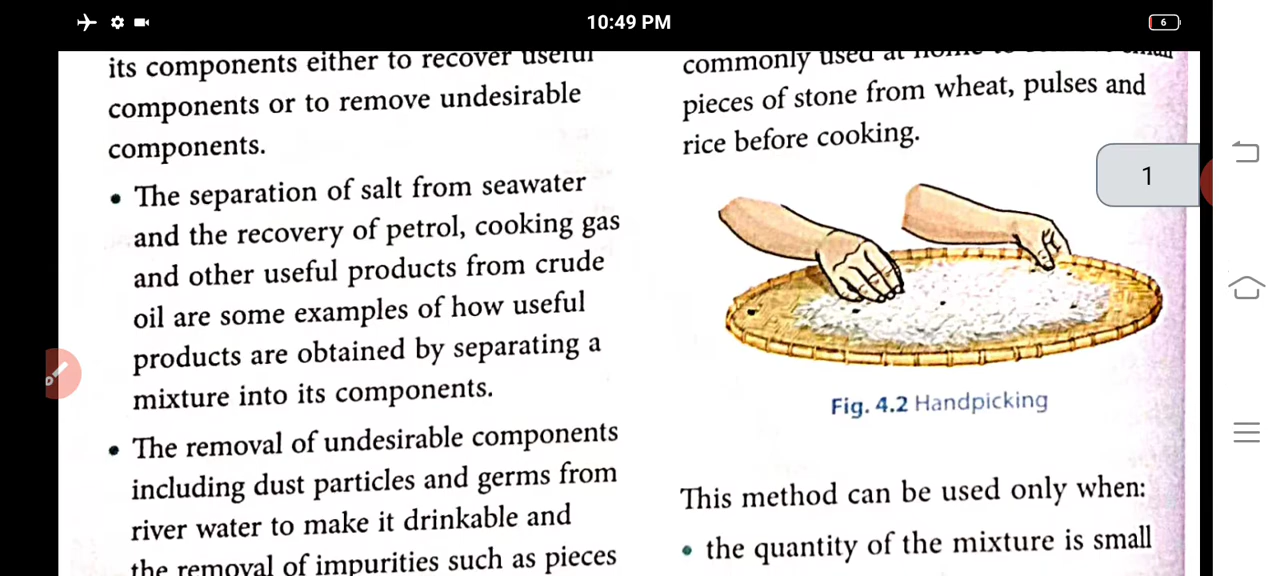 10:49 PM
6
its components either to recover useful
components or to remove undesirable
components.
• The separation of salt from seawater
and the recovery of petrol, cooking gas
and other useful products from crude
oil are some examples of how useful
products are obtained by separating a
mixture into its components.
• The removal of undesirable components
including dust particles and germs from
river water to make it drinkable and
the removal of impurities such as pieces
commonly used at home to remove small
pieces of stone from wheat, pulses and
rice before cooking.
1
Fig. 4.2 Handpicking
This method can be used only when:
• the quantity of the mixture is small